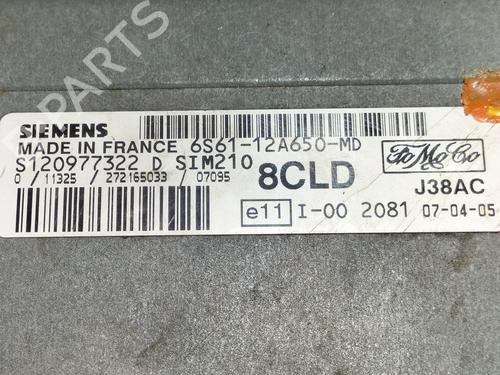 PARTS
SIEMENS
MADE IN FRANCE 6S61-12A650-MD
S120977322 D SIM210
0 / 11325 / 272165033 / 07095
8CLD
FoMoCo
J38AC
e11 I-00 2081 07-04-05